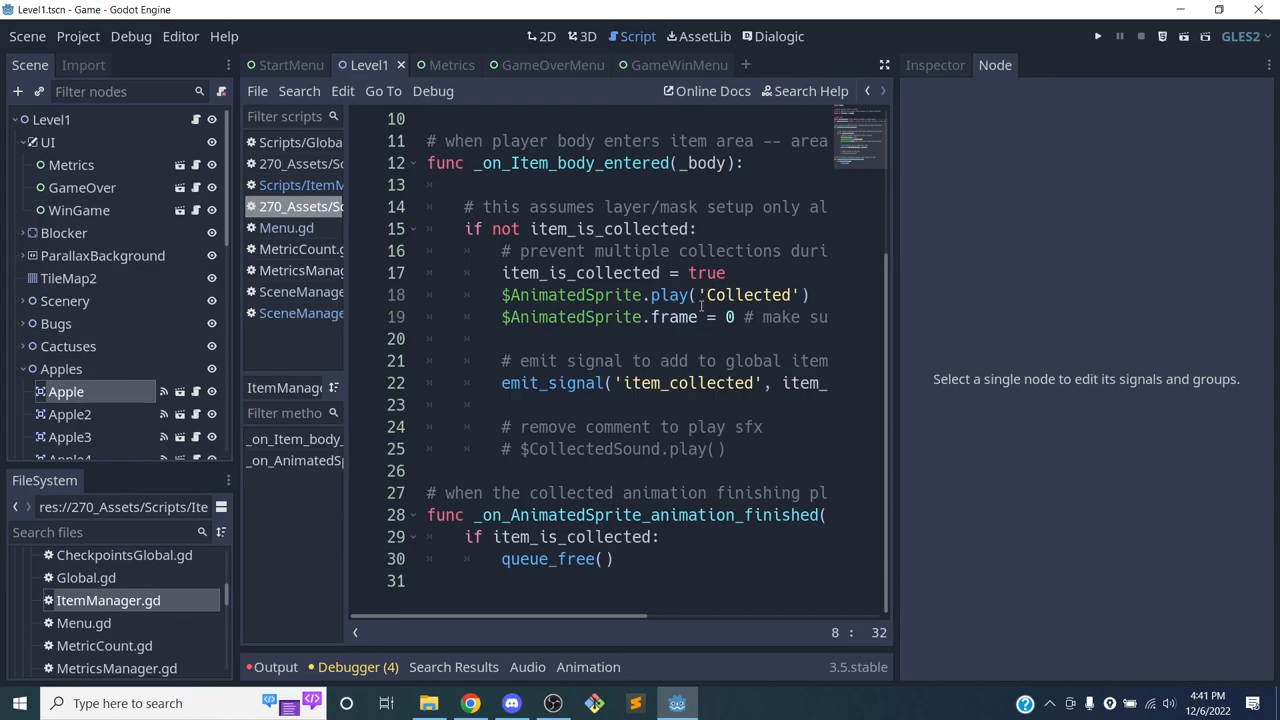 Level1.tscn - Game - Godot Engine
Scene Project Debug Editor Help
2D 3D Script AssetLib Dialogic
GLES2
Scene Import
StartMenu Level1 Metrics GameOverMenu GameWinMenu
Inspector Node
Filter nodes
File Search Edit Go To Debug
Online Docs Search Help
Level1
UI
Metrics
GameOver
WinGame
Blocker
ParallaxBackground
TileMap2
Scenery
Bugs
Cactuses
Apples
Apple
Apple2
Apple3
Apple4
FileSystem
res://270_Assets/Scripts/Ite
Search files
CheckpointsGlobal.gd
Global.gd
ItemManager.gd
Menu.gd
MetricCount.gd
MetricsManager.gd
Filter scripts
Scripts/Globa
270_Assets/Sc
Scripts/ItemM
270_Assets/Sc
Menu.gd
MetricCount.g
MetricsManag
SceneManage
SceneManage
ItemManage
Filter metho
_on_Item_body_
_on_AnimatedSp
10
11 # when player body enters item area -- area
12 func _on_Item_body_entered(_body):
13
14 # this assumes layer/mask setup only al
15 if not item_is_collected:
16 # prevent multiple collections duri
17 item_is_collected = true
18 $AnimatedSprite.play('Collected')
19 $AnimatedSprite.frame = 0 # make su
20
21 # emit signal to add to global item
22 emit_signal('item_collected', item_
23
24 # remove comment to play sfx
25 # $CollectedSound.play()
26
27 # when the collected animation finishing pl
28 func _on_AnimatedSprite_animation_finished(
29 if item_is_collected:
30 queue_free()
31
8 : 32
Select a single node to edit its signals and groups.
Output Debugger (4) Search Results Audio Animation 3.5.stable
Type here to search
4:41 PM
12/6/2022